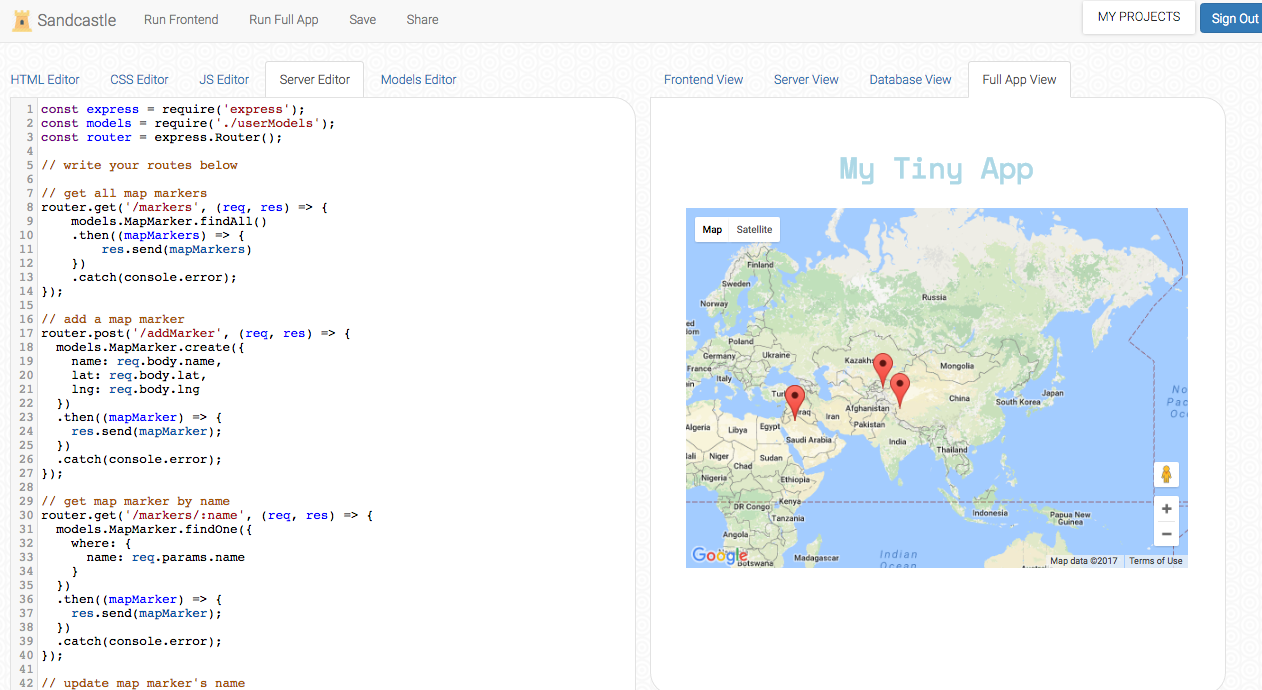 Sandcastle Run Frontend Run Full App Save Share MY PROJECTS Sign Out
HTML Editor CSS Editor JS Editor Server Editor Models Editor
1 const express = require('express');
2 const models = require('./userModels');
3 const router = express.Router();
4
5 // write your routes below
6
7 // get all map markers
8 router.get('/markers', (req, res) => {
9 models.MapMarker.findAll()
10 .then((mapMarkers) => {
11 res.send(mapMarkers)
12 })
13 .catch(console.error);
14 });
15
16 // add a map marker
17 router.post('/addMarker', (req, res) => {
18 models.MapMarker.create({
19 name: req.body.name,
20 lat: req.body.lat,
21 lng: req.body.lng
22 })
23 .then((mapMarker) => {
24 res.send(mapMarker);
25 })
26 .catch(console.error);
27 });
28
29 // get map marker by name
30 router.get('/markers/:name', (req, res) => {
31 models.MapMarker.findOne({
32 where: {
33 name: req.params.name
34 }
35 })
36 .then((mapMarker) => {
37 res.send(mapMarker);
38 })
39 .catch(console.error);
40 });
41
42 // update map marker's name
Frontend View Server View Database View Full App View
My Tiny App
Map Satellite
Finland
Sweden
Russia
Norway
ed
dom
Poland
Germany Ukraine
Kazakhs
Mongolia
France
Italy
ain
Tur
No
Pac
Oc
Japan
China
South Korea
Afghanistan
Iraq
Iran
Pakistan
Algeria Libya Egypt
Saudi Arabia
India
Thailand
ali Niger Sudan
Chad
Nigeria
Ethiopia
Kenya
DR Congo
Tanzania
Indonesia
Papua New
Guinea
Angola
Madagascar
Indian
Ocean
Botswana
Google
Map data ©2017 Terms of Use
+
−